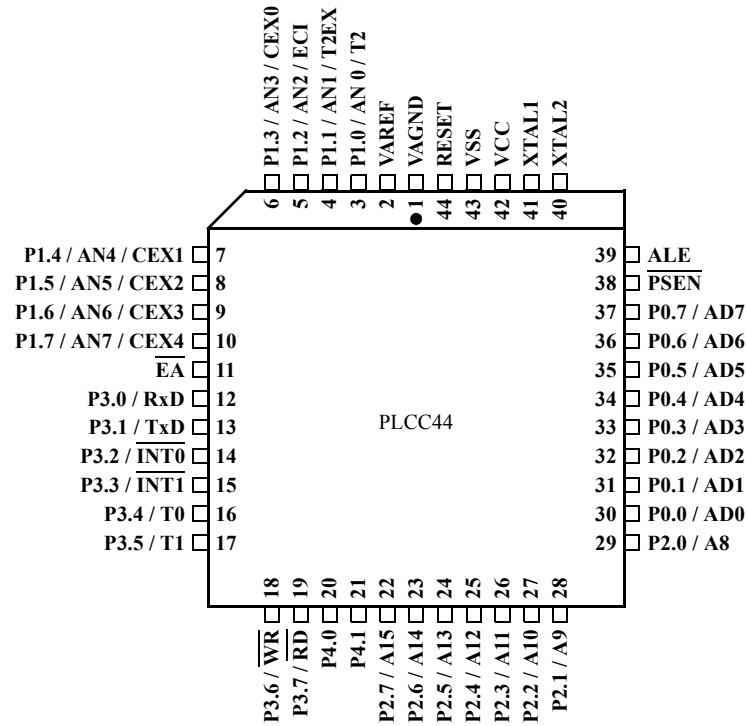 P1.3 / AN3 / CEX0
P1.2 / AN2 / ECI
P1.1 / AN1 / T2EX
P1.0 / AN 0 / T2
VAREF
VAGND
RESET
VSS
VCC
XTAL1
XTAL2
6
5
4
3
2
1
44
43
42
41
40
P1.4 / AN4 / CEX1 7
P1.5 / AN5 / CEX2 8
P1.6 / AN6 / CEX3 9
P1.7 / AN7 / CEX4 10
EA 11
P3.0 / RxD 12
P3.1 / TxD 13
P3.2 / INT0 14
P3.3 / INT1 15
P3.4 / T0 16
P3.5 / T1 17
PLCC44
39 ALE
38 PSEN
37 P0.7 / AD7
36 P0.6 / AD6
35 P0.5 / AD5
34 P0.4 / AD4
33 P0.3 / AD3
32 P0.2 / AD2
31 P0.1 / AD1
30 P0.0 / AD0
29 P2.0 / A8
18
19
20
21
22
23
24
25
26
27
28
P3.6 / WR
P3.7 / RD
P4.0
P4.1
P2.7 / A15
P2.6 / A14
P2.5 / A13
P2.4 / A12
P2.3 / A11
P2.2 / A10
P2.1 / A9